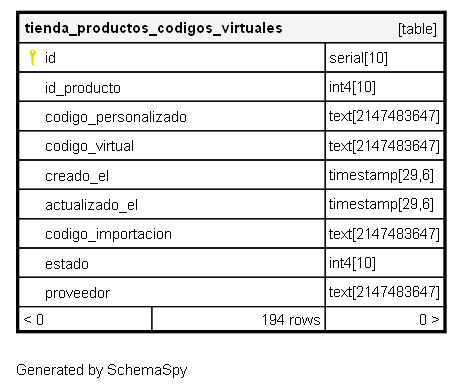 tienda_productos_codigos_virtuales [table]
id serial[10]
id_producto int4[10]
codigo_personalizado text[2147483647]
codigo_virtual text[2147483647]
creado_el timestamp[29,6]
actualizado_el timestamp[29,6]
codigo_importacion text[2147483647]
estado int4[10]
proveedor text[2147483647]
< 0 194 rows 0 >
Generated by SchemaSpy